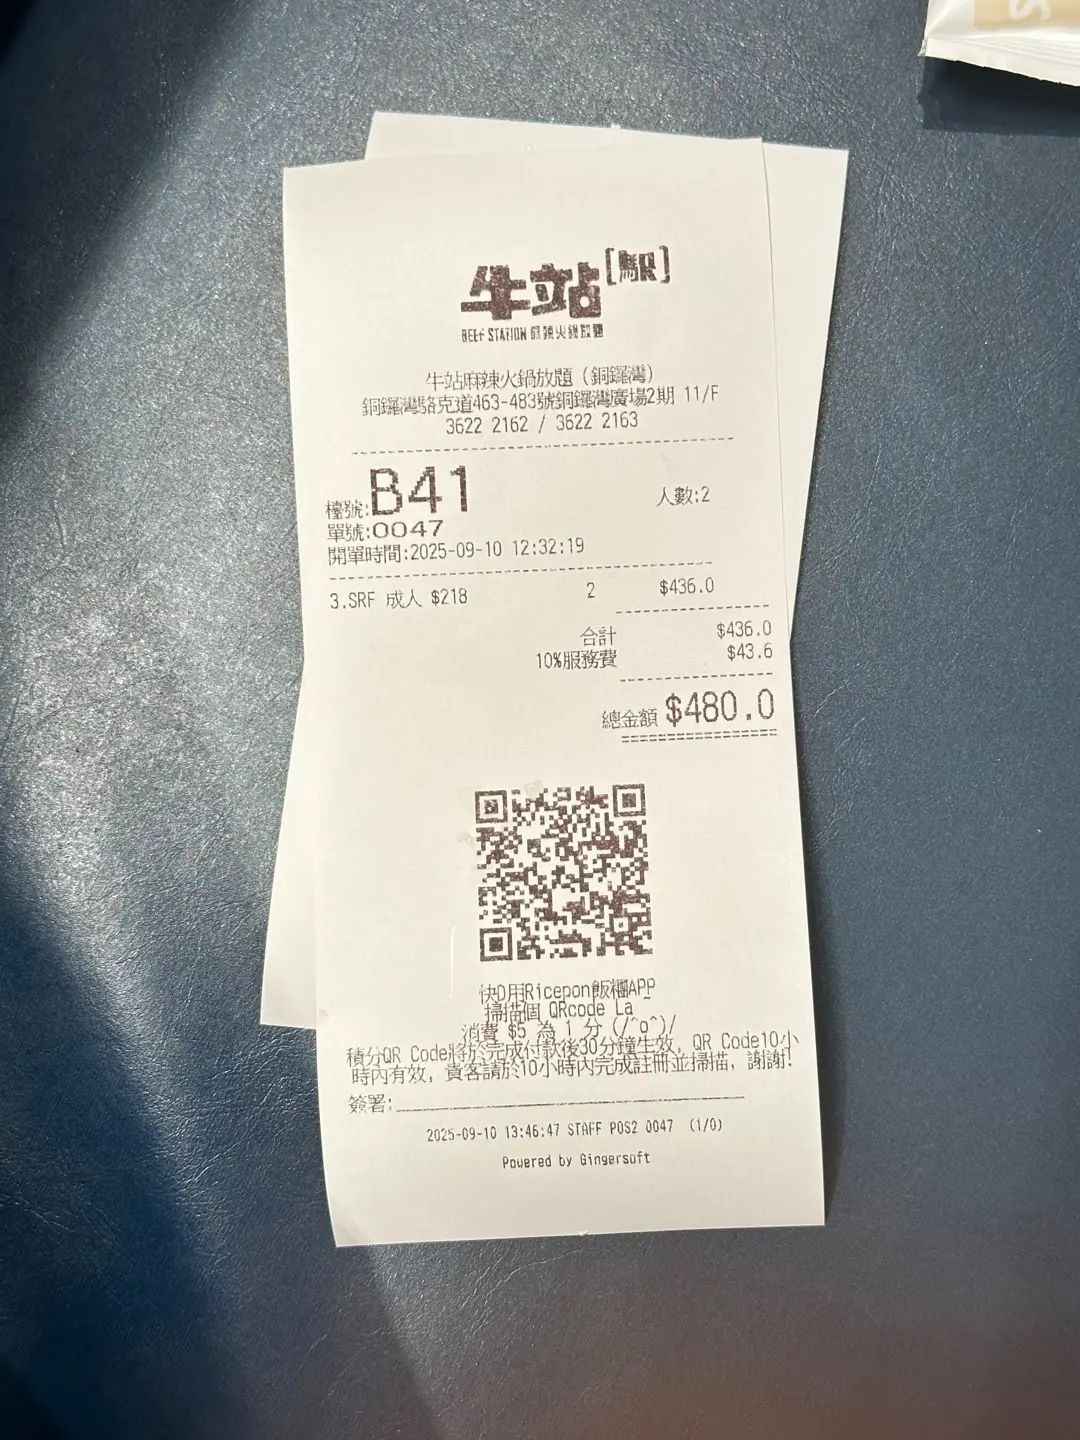 牛站[駅]
BEEF STATION 麻辣火鍋放題
牛站麻辣火鍋放題（銅鑼灣）
銅鑼灣駱克道463-483號銅鑼灣廣場2期 11/F
3622 2162 / 3622 2163
檯號:B41 人數:2
單號:0047
開單時間:2025-09-10 12:32:19
3.SRF 成人 $218 2 $436.0
合計 $436.0
10%服務費 $43.6
總金額 $480.0
快D用Ricepon飯糰APP
掃描個 QRcode La ~
消費 $5 為 1 分 (/^o^)/
積分QR Code將於完成付款後30分鐘生效, QR Code10小
時內有效, 貴客請於10小時內完成註冊並掃描, 謝謝!
簽署:
2025-09-10 13:46:47 STAFF POS2 0047 (1/0)
Powered by Gingersoft